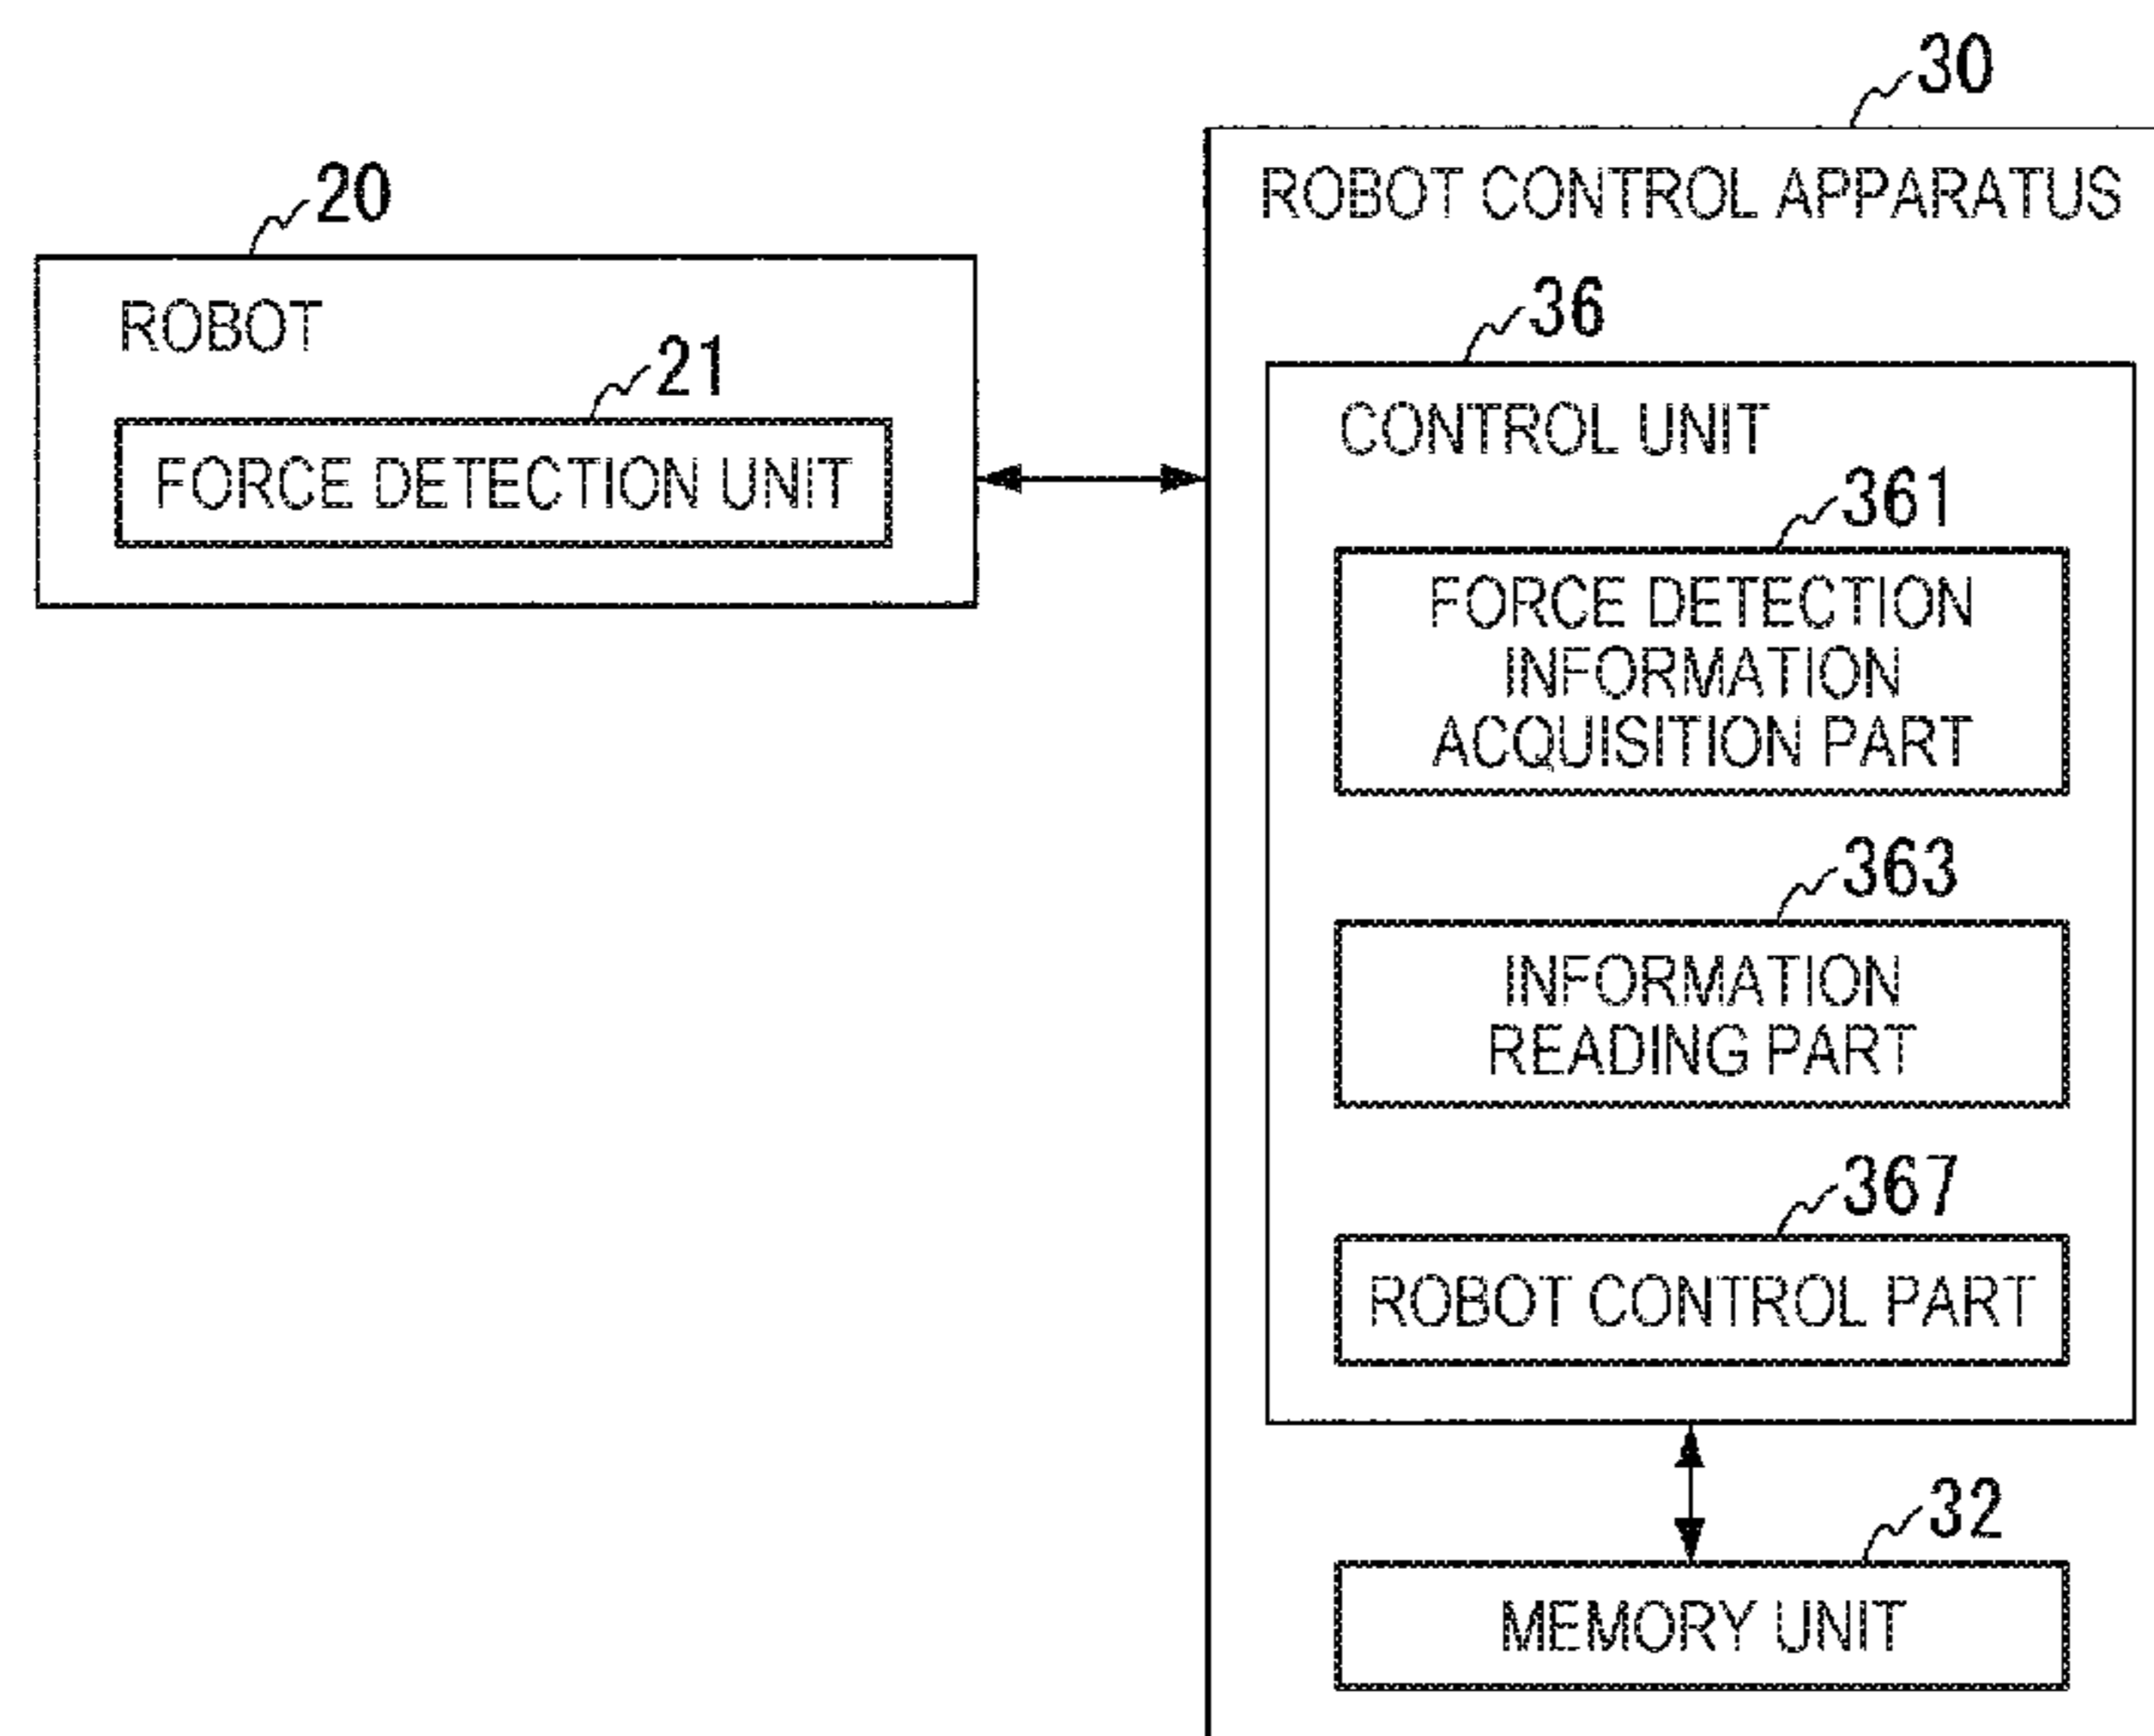 30
ROBOT CONTROL APPARATUS
20
ROBOT
21
FORCE DETECTION UNIT
36
CONTROL UNIT
361
FORCE DETECTION
INFORMATION
ACQUISITION PART
363
INFORMATION
READING PART
367
ROBOT CONTROL PART
32
MEMORY UNIT